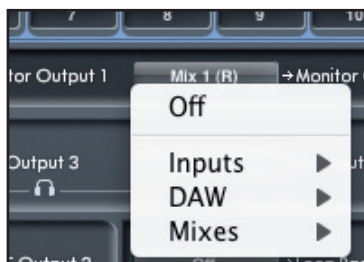 7 8 9 10
tor Output 1 Mix 1 (R) →Monitor
Off
Output 3
Inputs
DAW
Mixes